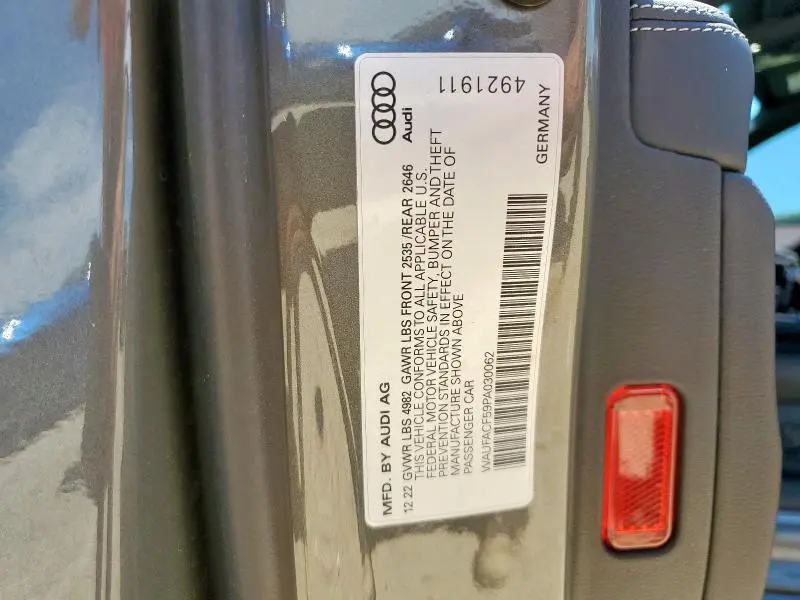 Audi
4921911
MFD. BY AUDI AG
GERMANY
12 22 GVWR LBS 4982 GAWR LBS FRONT 2535/REAR 2646
THIS VEHICLE CONFORMS TO ALL APPLICABLE U.S.
FEDERAL MOTOR VEHICLE SAFETY, BUMPER AND THEFT
PREVENTION STANDARDS IN EFFECT ON THE DATE OF
MANUFACTURE SHOWN ABOVE
PASSENGER CAR
WAUFACF59PA030062